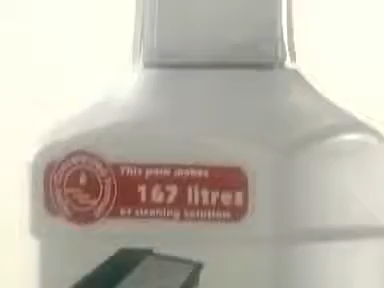 This pack makes
167 litres
of cleaning solution